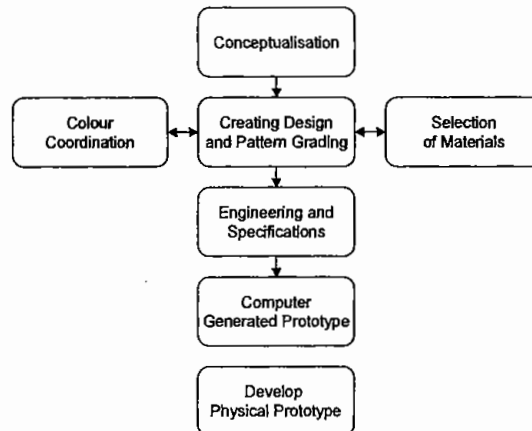 Conceptualisation
Colour
Coordination
Creating Design
and Pattern Grading
Selection
of Materials
Engineering and
Specifications
Computer
Generated Prototype
Develop
Physical Prototype